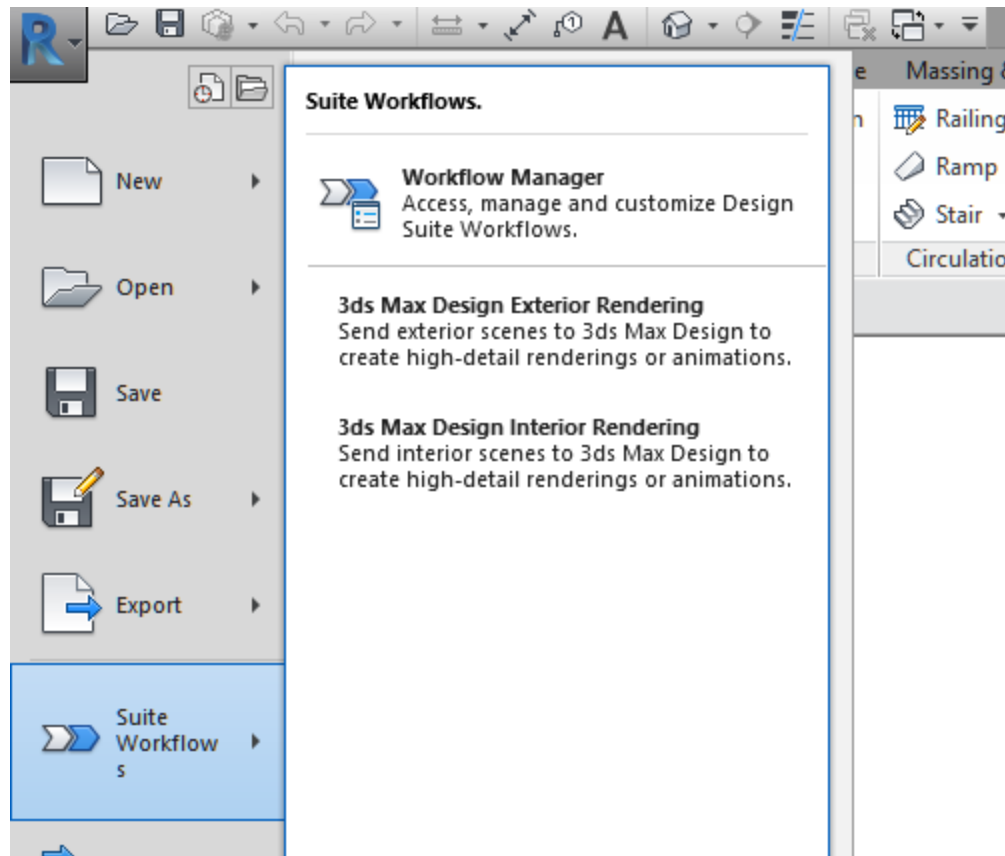 R
1
A
e
Massing &
n
Railing
Ramp
Stair
Circulatio
New
Open
Save
Save As
Export
Suite
Workflow
s
Suite Workflows.
Workflow Manager
Access, manage and customize Design
Suite Workflows.
3ds Max Design Exterior Rendering
Send exterior scenes to 3ds Max Design to
create high-detail renderings or animations.
3ds Max Design Interior Rendering
Send interior scenes to 3ds Max Design to
create high-detail renderings or animations.